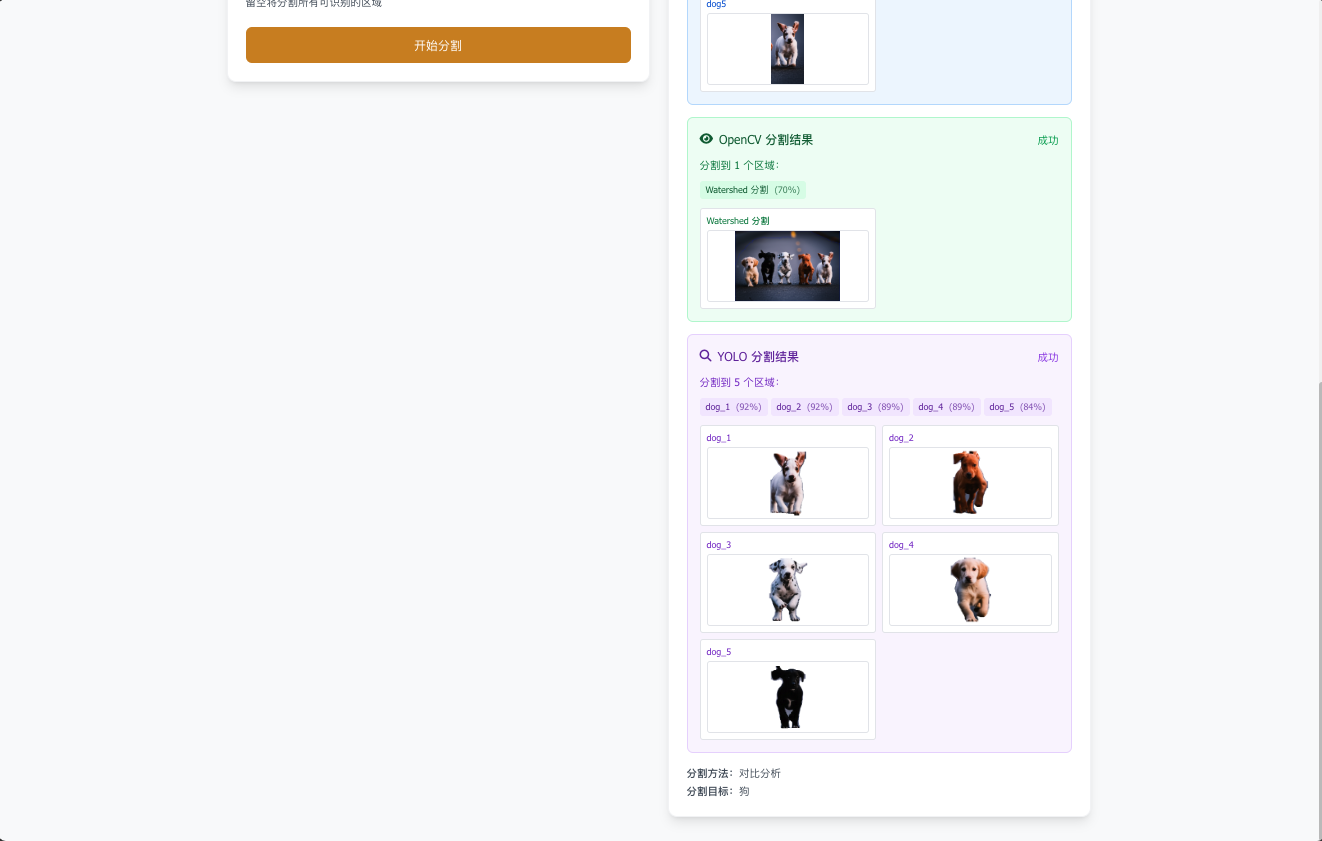 留空将分割所有可识别的区域
开始分割
dog5
OpenCV 分割结果
成功
分割到 1 个区域:
Watershed 分割 (70%)
Watershed 分割
YOLO 分割结果
成功
分割到 5 个区域:
dog_1 (92%) dog_2 (92%) dog_3 (89%) dog_4 (89%) dog_5 (84%)
dog_1
dog_2
dog_3
dog_4
dog_5
分割方法: 对比分析
分割目标: 狗